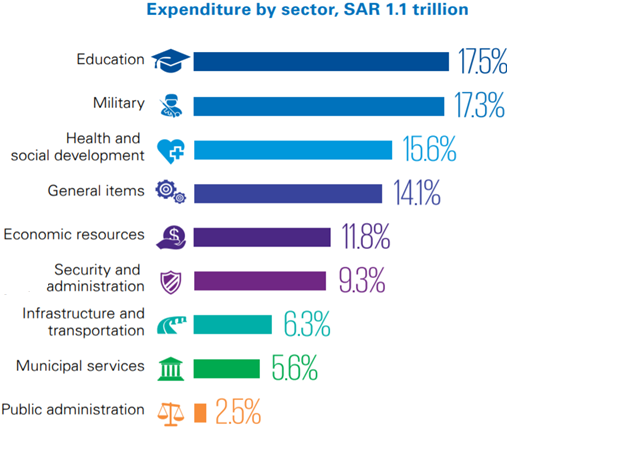 Expenditure by sector, SAR 1.1 trillion
Education 17.5%
Military 17.3%
Health and
social development 15.6%
General items 14.1%
Economic resources $ 11.8%
Security and
administration 9.3%
Infrastructure and
transportation 6.3%
Municipal services 5.6%
Public administration 2.5%